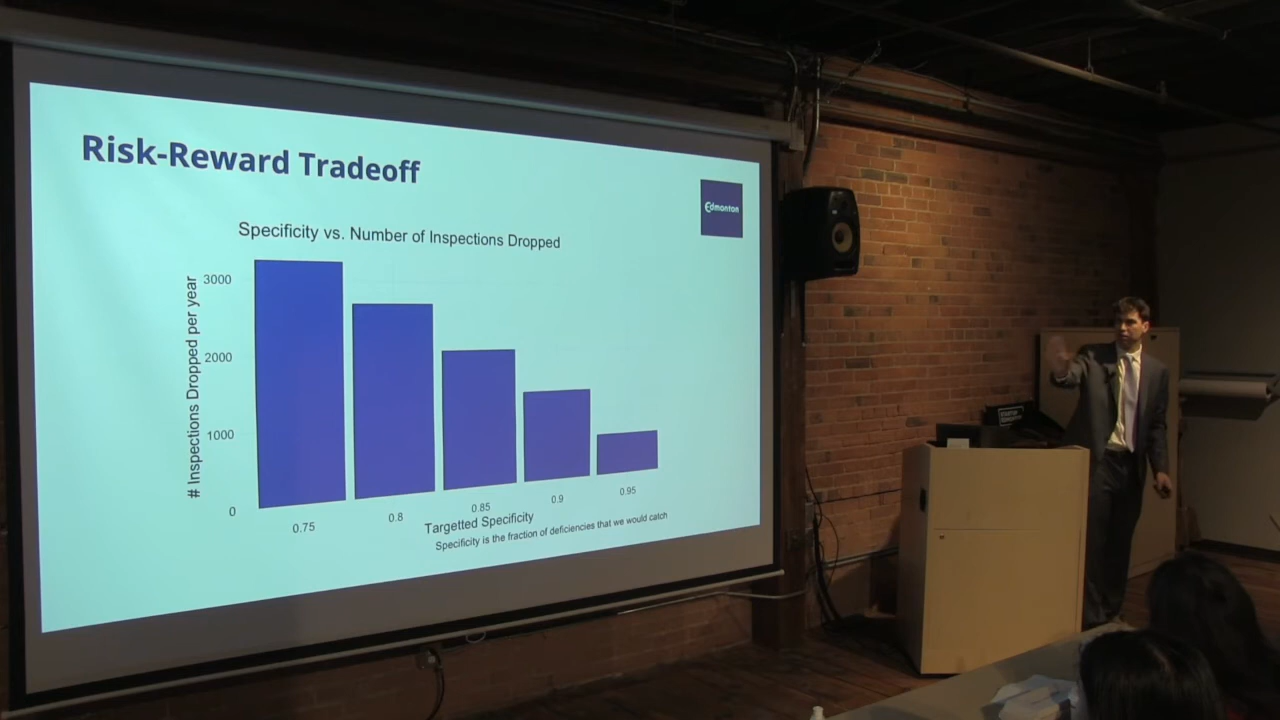 Risk-Reward Tradeoff
Edmonton
Specificity vs. Number of Inspections Dropped
# Inspections Dropped per year
3000
2000
1000
0
0.75
0.8
0.85
0.9
0.95
Targetted Specificity
Specificity is the fraction of deficiencies that we would catch
STARTUP